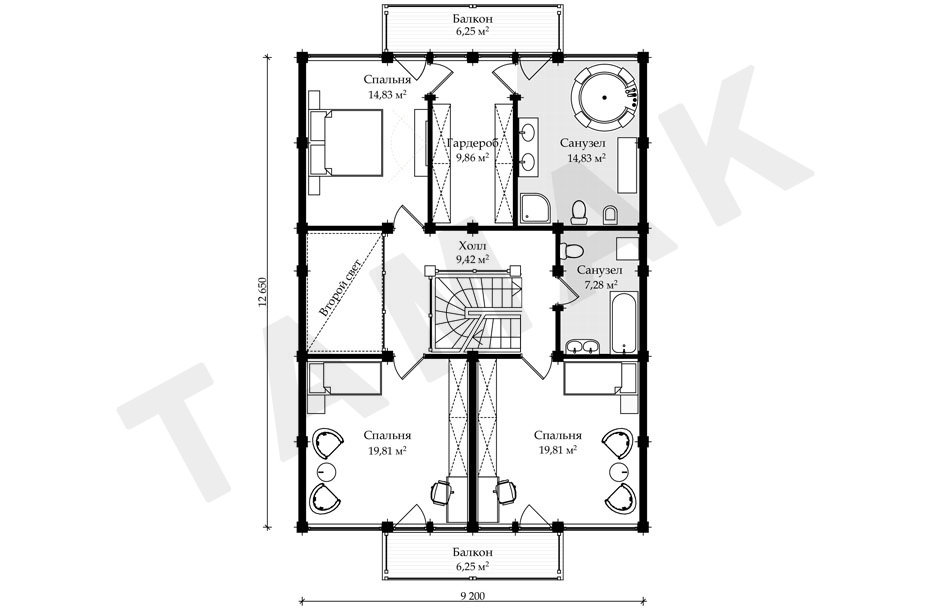 Балкон
6,25 м²
Спальня
14,83 м²
Гардероб
9,86 м²
Санузел
14,83 м²
Холл
9,42 м²
Санузел
7,28 м²
Второй свет
12 650
Спальня
19,81 м²
Спальня
19,81 м²
Балкон
6,25 м²
9 200
TAMAK